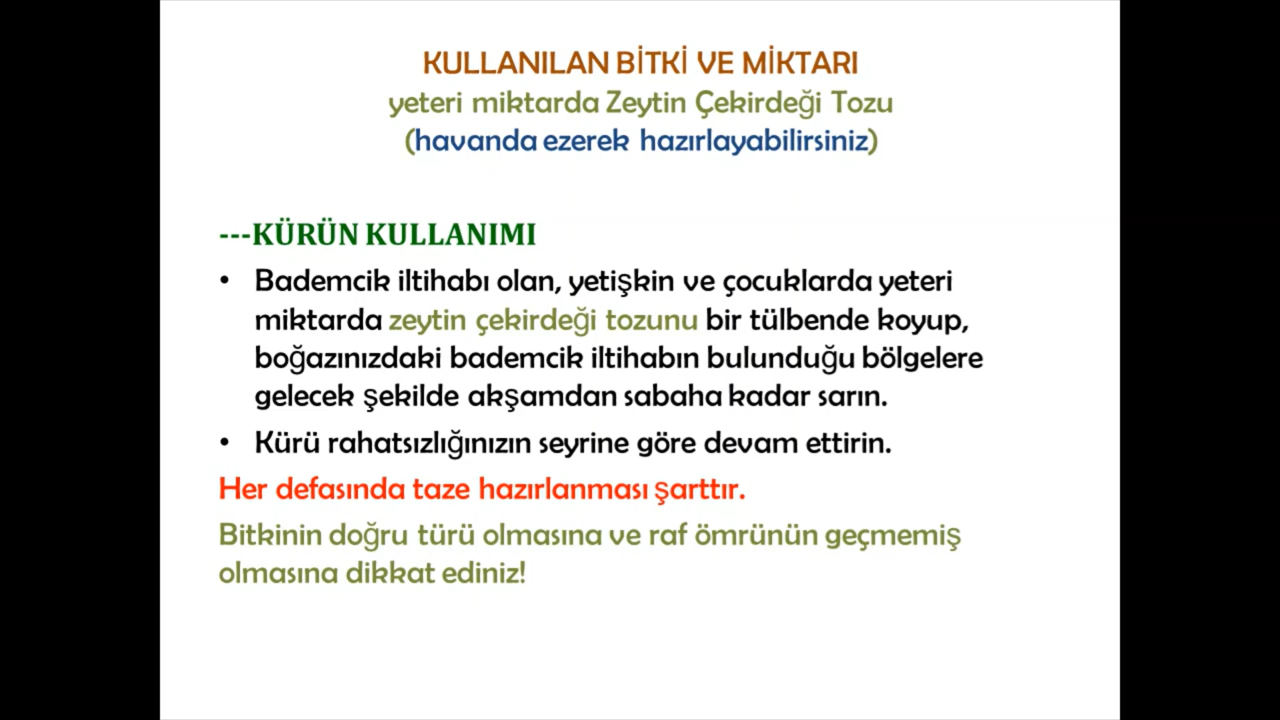 KULLANILAN BİTKİ VE MİKTARI
yeteri miktarda Zeytin Çekirdeği Tozu
(havanda ezerek hazırlayabilirsiniz)
---KÜRÜN KULLANIMI
• Bademcik iltihabı olan, yetişkin ve çocuklarda yeteri
miktarda zeytin çekirdeği tozunu bir tülbende koyup,
boğazınızdaki bademcik iltihabın bulunduğu bölgelere
gelecek şekilde akşamdan sabaha kadar sarın.
• Kürü rahatsızlığınızın seyrine göre devam ettirin.
Her defasında taze hazırlanması şarttır.
Bitkinin doğru türü olmasına ve raf ömrünün geçmemiş
olmasına dikkat ediniz!